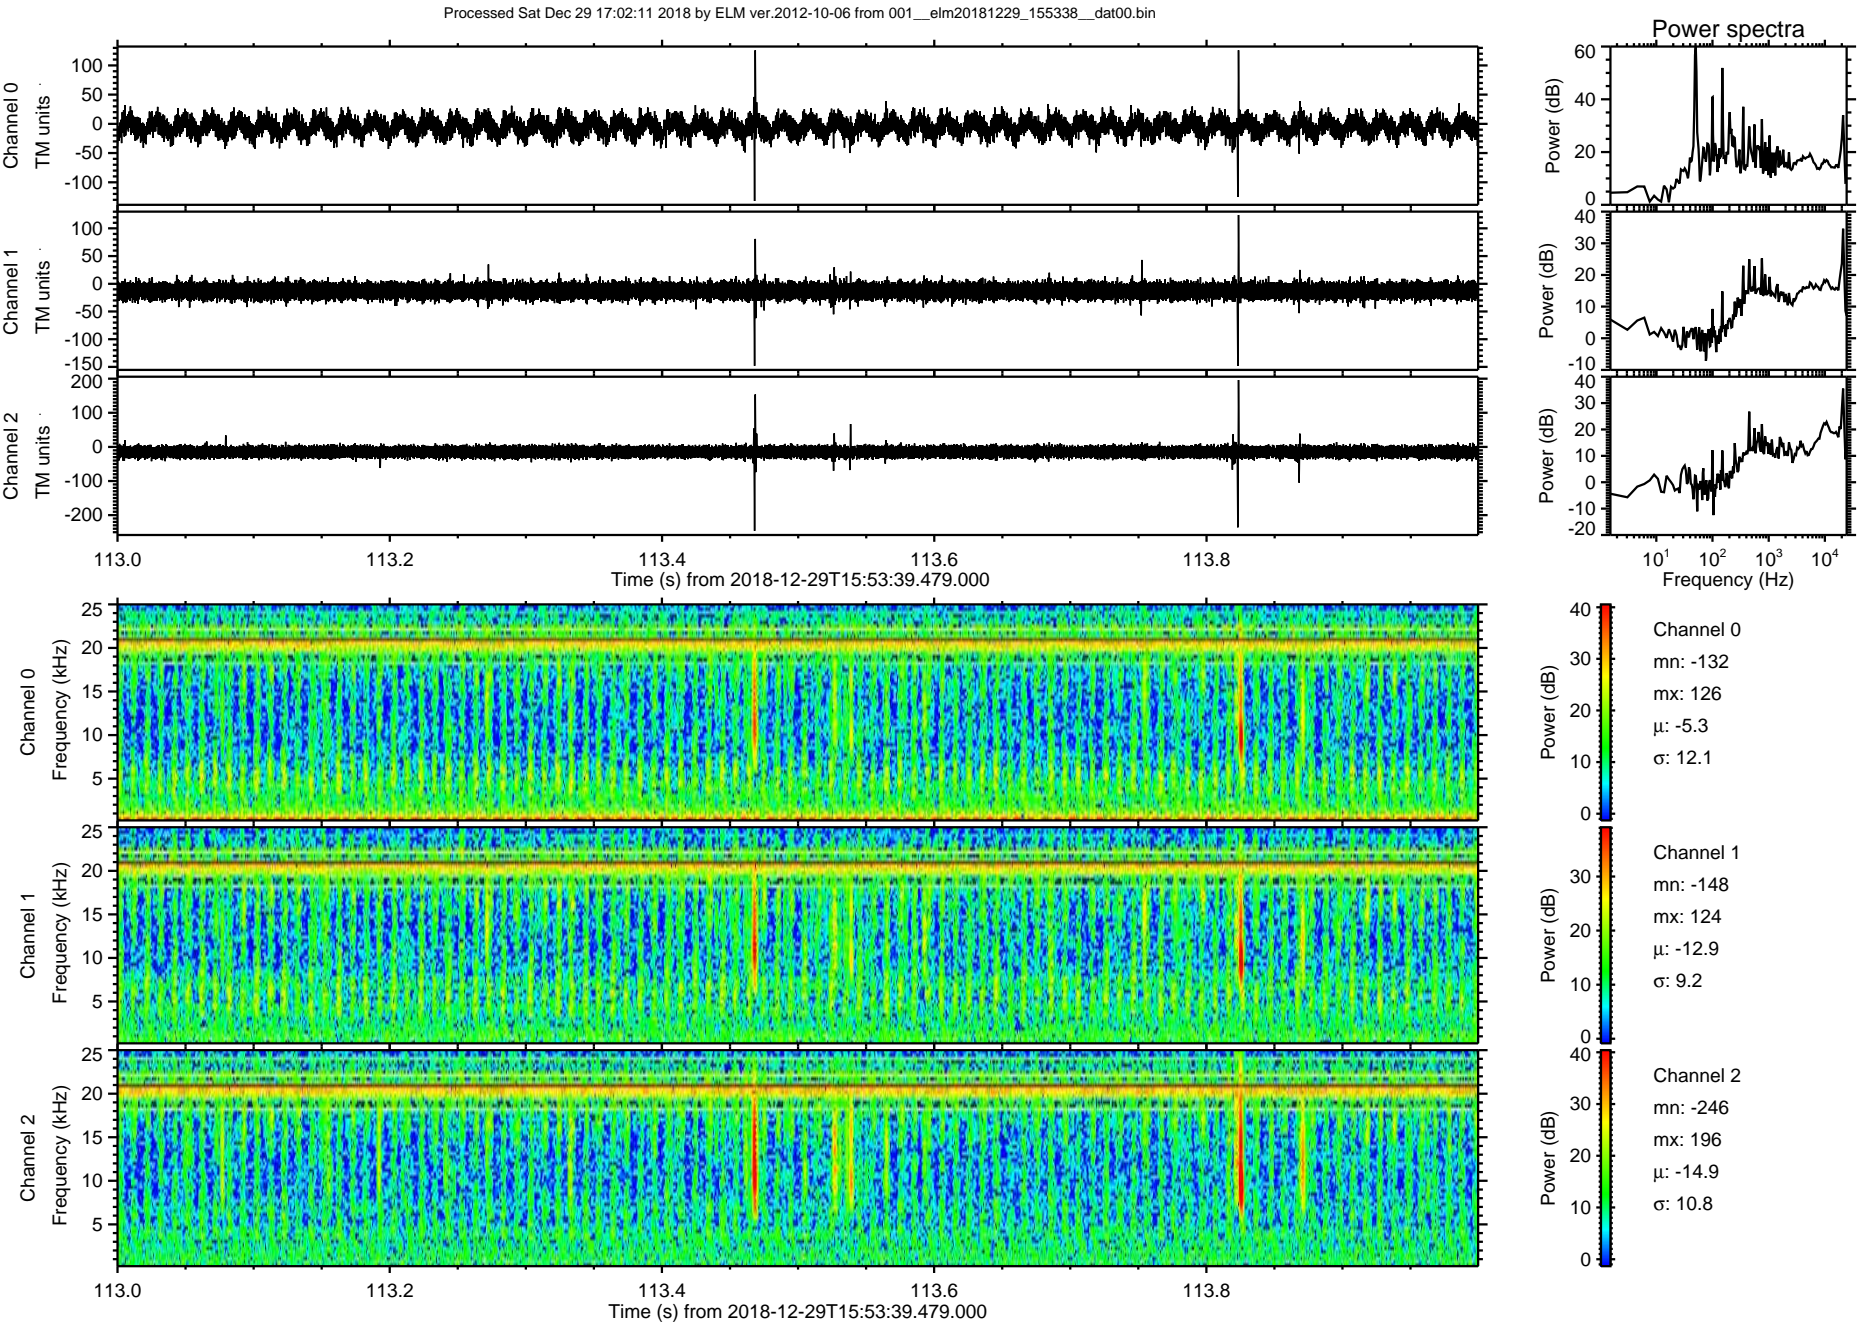 Processed Sat Dec 29 17:02:11 2018 by ELM ver.2012-10-06 from 001__elm20181229_155338__dat00.bin
Power spectra
Channel 0
TM units
100
50
0
-50
-100
Power (dB)
60
40
20
0
Channel 1
TM units
100
50
0
-50
-100
-150
Power (dB)
40
30
20
10
0
-10
Channel 2
TM units
200
100
0
-100
-200
Power (dB)
40
30
20
10
0
-10
-20
113.0 113.2 113.4 113.6 113.8
Time (s) from 2018-12-29T15:53:39.479.000
10¹ 10² 10³ 10⁴
Frequency (Hz)
Channel 0
Frequency (kHz)
25
20
15
10
5
Power (dB)
40
30
20
10
0
Channel 0
mn: -132
mx: 126
μ: -5.3
σ: 12.1
Channel 1
Frequency (kHz)
25
20
15
10
5
Power (dB)
30
20
10
0
Channel 1
mn: -148
mx: 124
μ: -12.9
σ: 9.2
Channel 2
Frequency (kHz)
25
20
15
10
5
Power (dB)
40
30
20
10
0
Channel 2
mn: -246
mx: 196
μ: -14.9
σ: 10.8
113.0 113.2 113.4 113.6 113.8
Time (s) from 2018-12-29T15:53:39.479.000